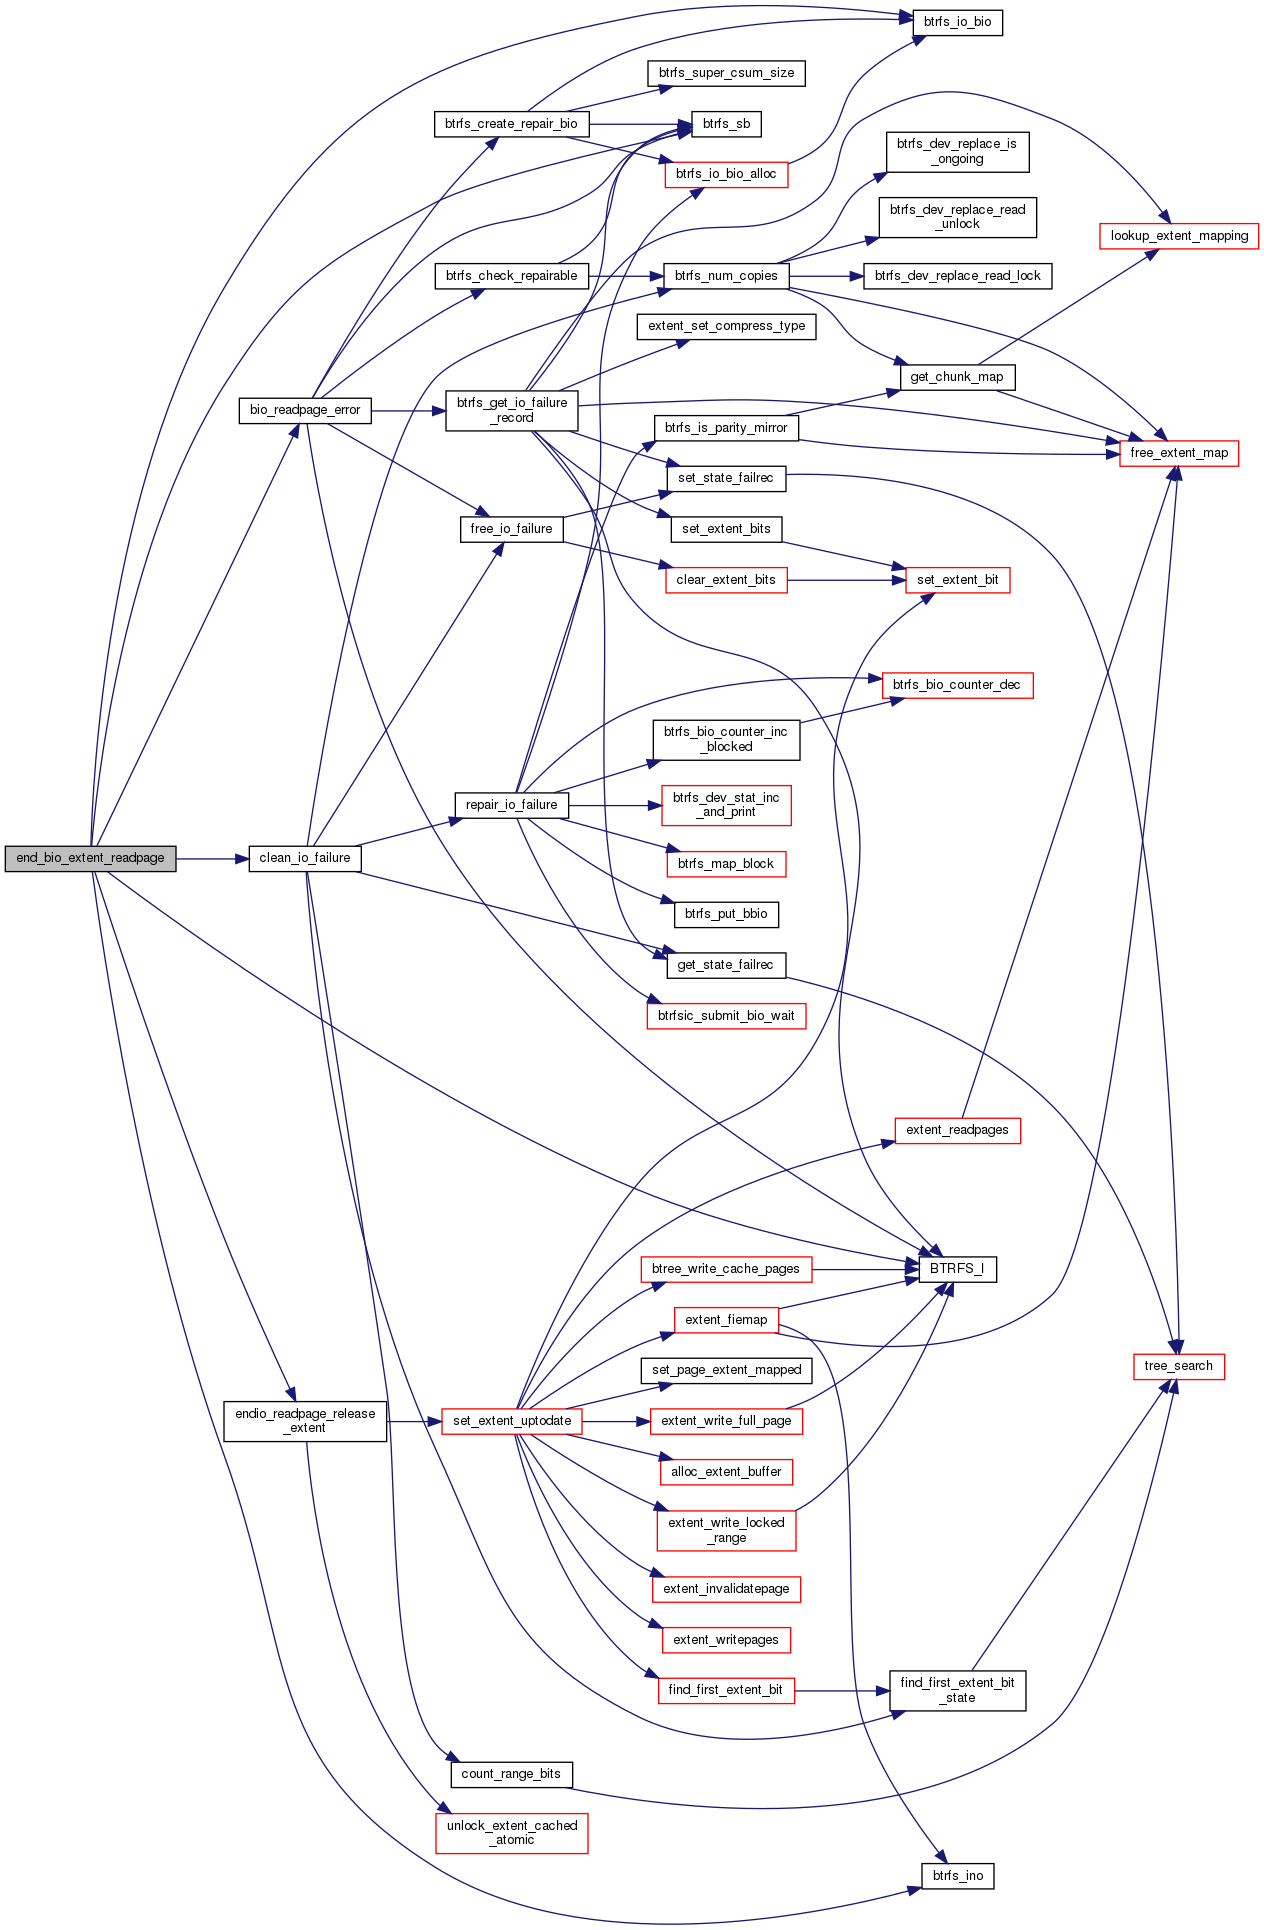 btrfs_io_bio
btrfs_super_csum_size
btrfs_create_repair_bio
btrfs_sb
btrfs_dev_replace_is
_ongoing
btrfs_io_bio_alloc
btrfs_dev_replace_read
_unlock
lookup_extent_mapping
btrfs_check_repairable
btrfs_num_copies
btrfs_dev_replace_read_lock
extent_set_compress_type
get_chunk_map
bio_readpage_error
btrfs_get_io_failure
_record
btrfs_is_parity_mirror
free_extent_map
set_state_failrec
free_io_failure
set_extent_bits
clear_extent_bits
set_extent_bit
btrfs_bio_counter_dec
btrfs_bio_counter_inc
_blocked
repair_io_failure
btrfs_dev_stat_inc
_and_print
end_bio_extent_readpage
clean_io_failure
btrfs_map_block
btrfs_put_bbio
get_state_failrec
btrfsic_submit_bio_wait
extent_readpages
btree_write_cache_pages
BTRFS_I
extent_fiemap
set_page_extent_mapped
tree_search
endio_readpage_release
_extent
set_extent_uptodate
extent_write_full_page
alloc_extent_buffer
extent_write_locked
_range
extent_invalidatepage
extent_writepages
find_first_extent_bit
find_first_extent_bit
_state
count_range_bits
unlock_extent_cached
_atomic
btrfs_ino